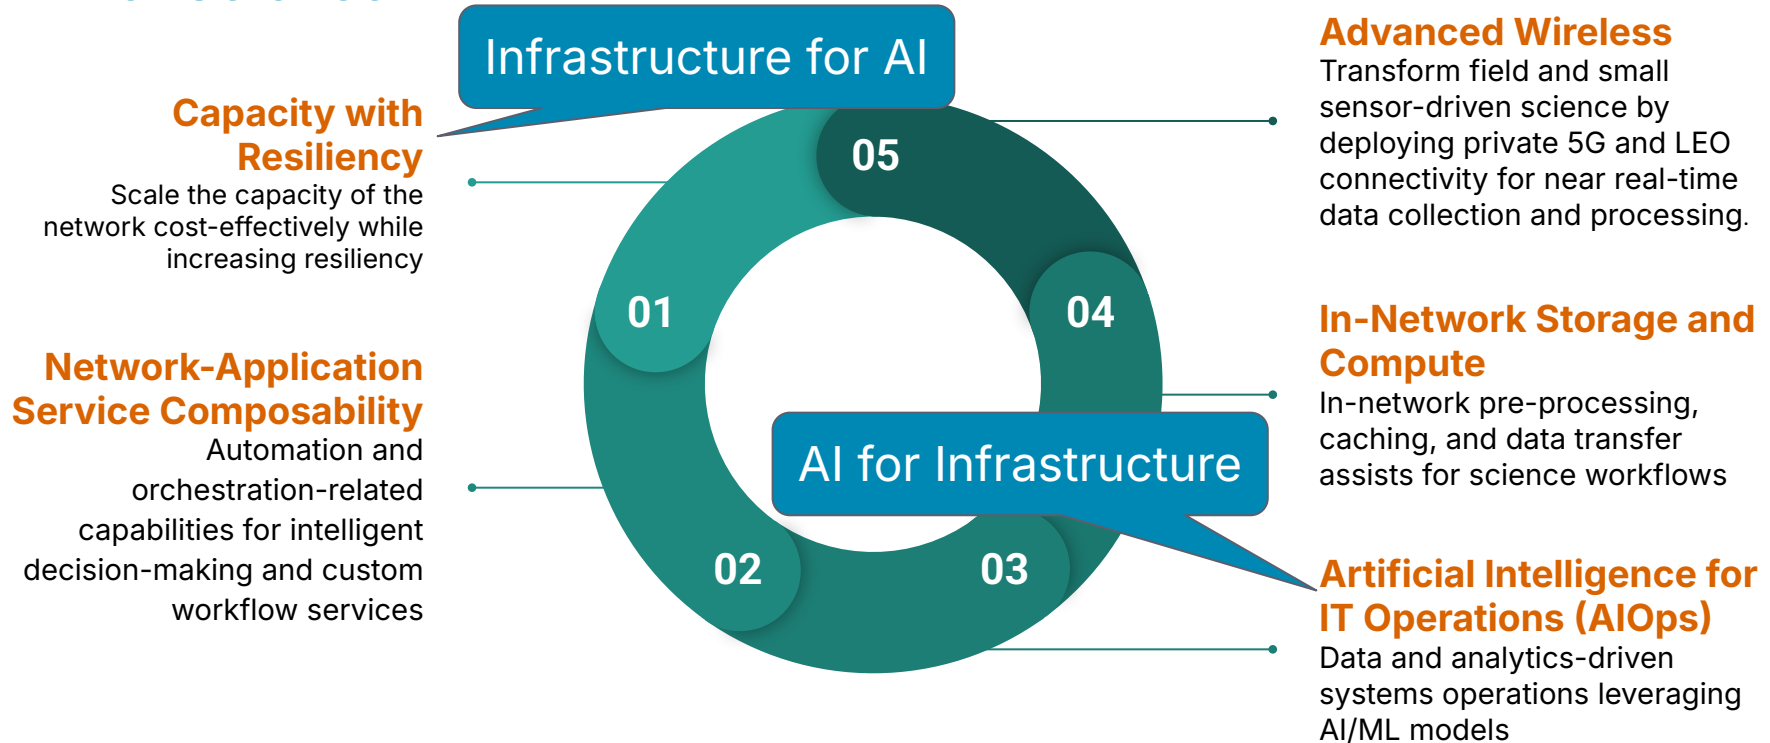 Infrastructure for AI
Capacity with
Resiliency
Scale the capacity of the
network cost-effectively while
increasing resiliency
Network-Application
Service Composability
Automation and
orchestration-related
capabilities for intelligent
decision-making and custom
workflow services
01
02
03
04
05
AI for Infrastructure
Advanced Wireless
Transform field and small
sensor-driven science by
deploying private 5G and LEO
connectivity for near real-time
data collection and processing.
In-Network Storage and
Compute
In-network pre-processing,
caching, and data transfer
assists for science workflows
Artificial Intelligence for
IT Operations (AIOps)
Data and analytics-driven
systems operations leveraging
AI/ML models